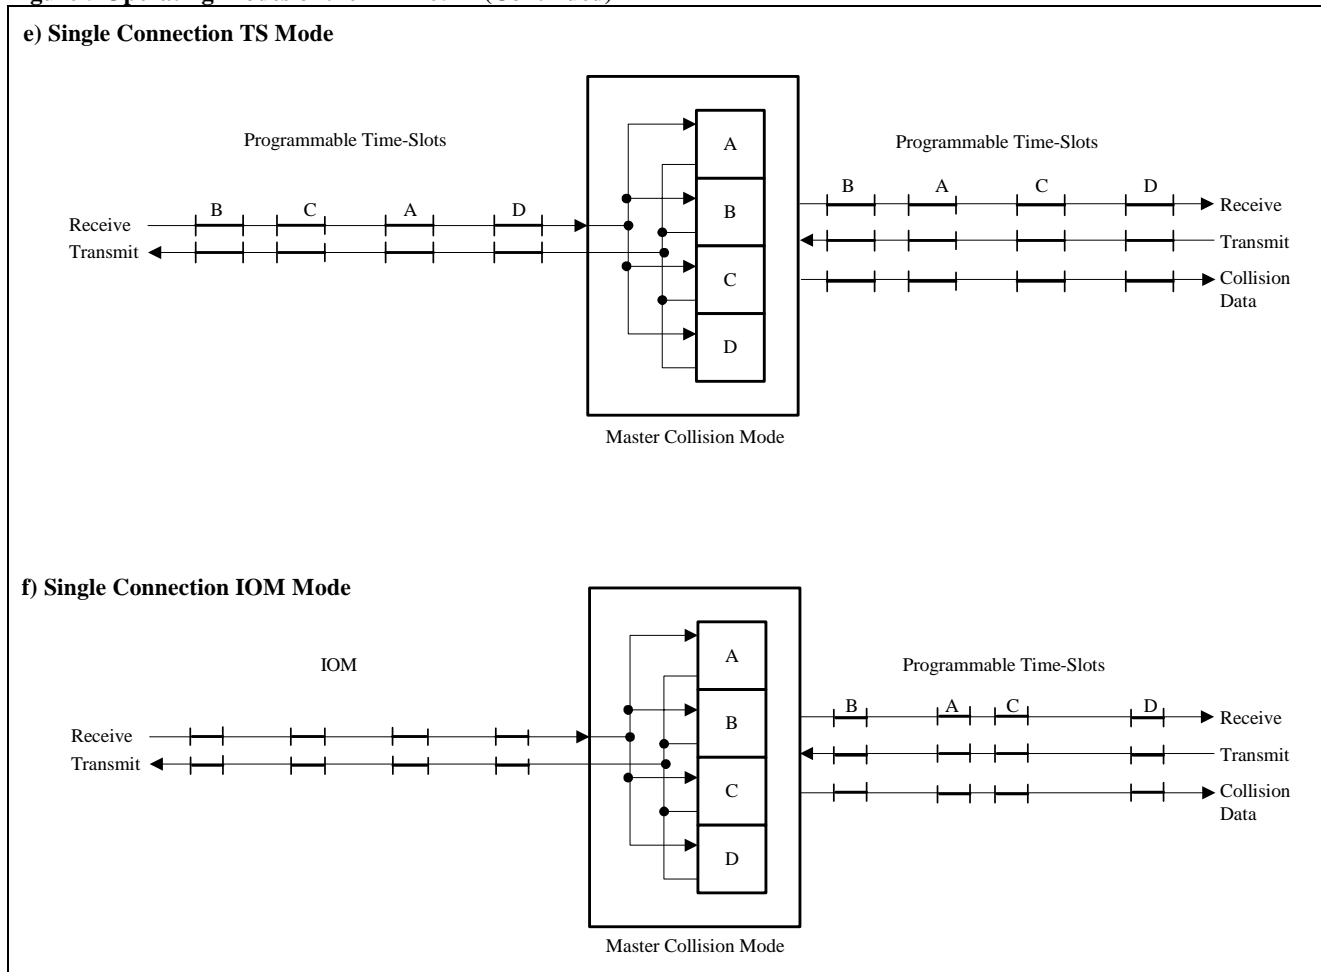 e) Single Connection TS Mode
Programmable Time-Slots
Programmable Time-Slots
B C A D
Receive
Transmit
A
B
C
D
B A C D
Receive
Transmit
Collision
Data
Master Collision Mode
f) Single Connection IOM Mode
IOM
Programmable Time-Slots
Receive
Transmit
A
B
C
D
B A C D
Receive
Transmit
Collision
Data
Master Collision Mode